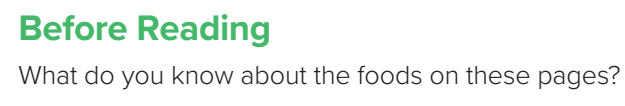 Before Reading
What do you know about the foods on these pages?